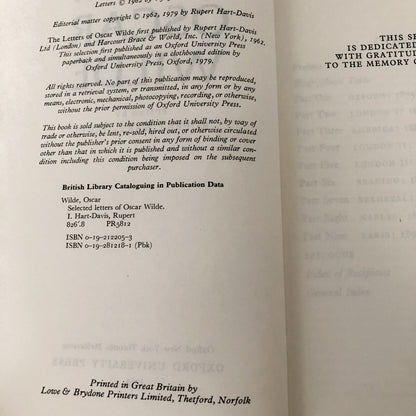 Letters © 1962 by
Editorial matter copyright © 1962, 1979 by Rupert Hart-Davis
The Letters of Oscar Wilde first published by Rupert Hart-Davis
Ltd (London) and Harcourt Brace & World, Inc. (New York), 1962.
This selection first published as an Oxford University Press
paperback and simultaneously in a clothbound edition by
Oxford University Press, Oxford, 1979.
All rights reserved. No part of this publication may be reproduced,
stored in a retrieval system, or transmitted, in any form or by any
means, electronic, mechanical, photocopying, recording, or otherwise,
without the prior permission of Oxford University Press.
This book is sold subject to the condition that it shall not, by way of
trade or otherwise, be lent, re-sold, hired out, or otherwise circulated
without the publisher's prior consent in any form of binding or cover
other than that in which it is published and without a similar con-
dition including this condition being imposed on the subsequent
purchaser.
British Library Cataloguing in Publication Data
Wilde, Oscar
Selected letters of Oscar Wilde.
I. Hart-Davis, Rupert
826'.8 PR5812
ISBN 0-19-212205-3
ISBN 0-19-281218-1 (Pbk)
Printed in Great Britain by
Lowe & Brydone Printers Limited, Thetford, Norfolk
THIS SE
IS DEDICATED
WITH GRATITUD
TO THE MEMORY O